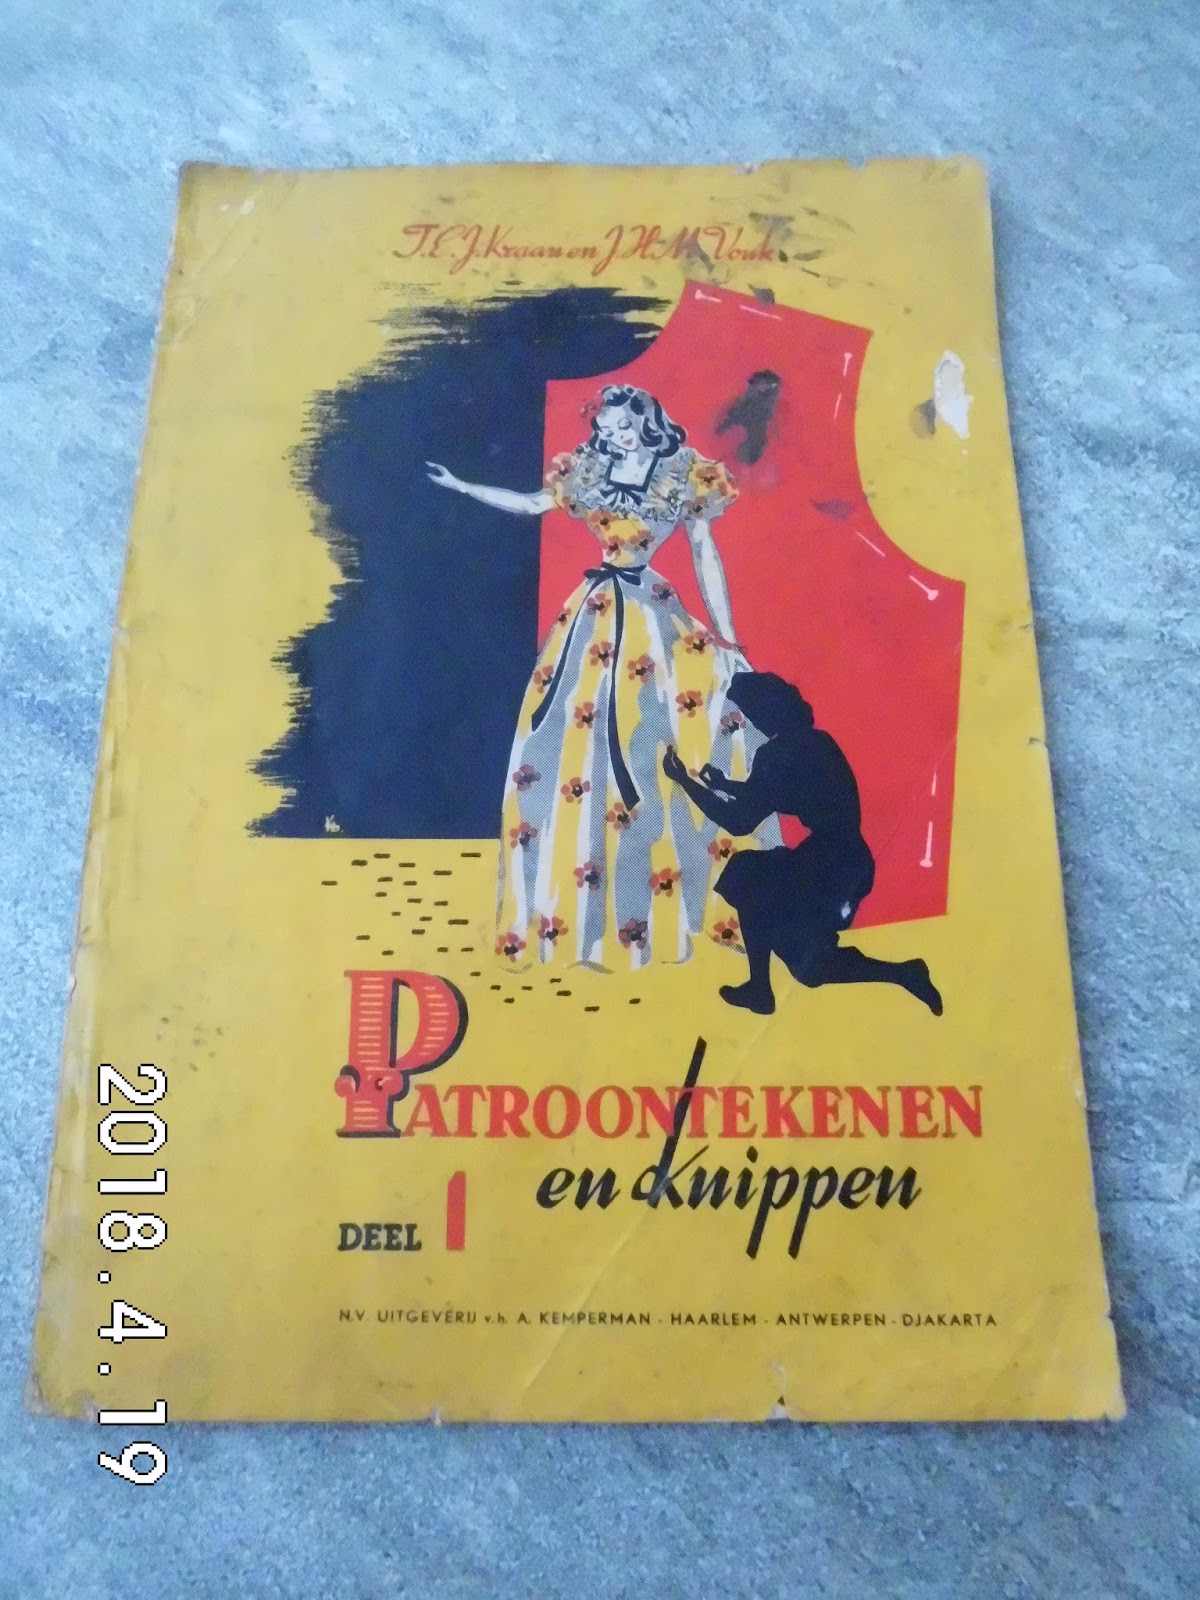 T.E.J. Kraan en J.H.M. Vonk
PATROONTEKENEN
en Knippen
DEEL 1
N.V. UITGEVERIJ v.h. A. KEMPERMAN - HAARLEM - ANTWERPEN - DJAKARTA
2018.4.19